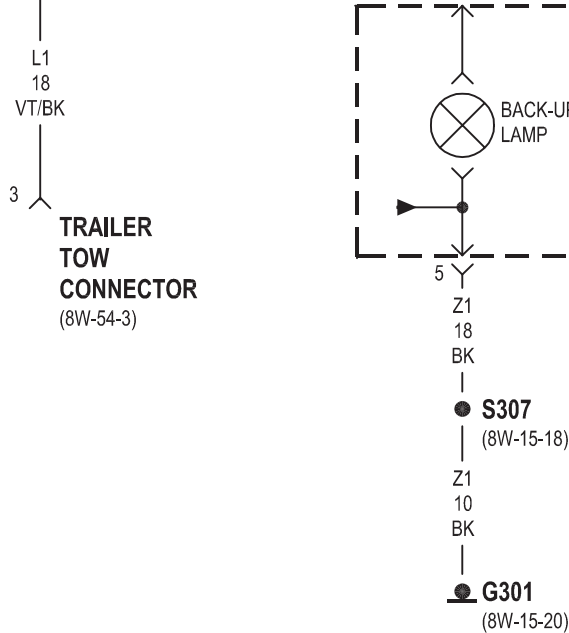 L1
18
VT/BK
3
TRAILER
TOW
CONNECTOR
(8W-54-3)
BACK-UP
LAMP
5
Z1
18
BK
S307
(8W-15-18)
Z1
10
BK
G301
(8W-15-20)